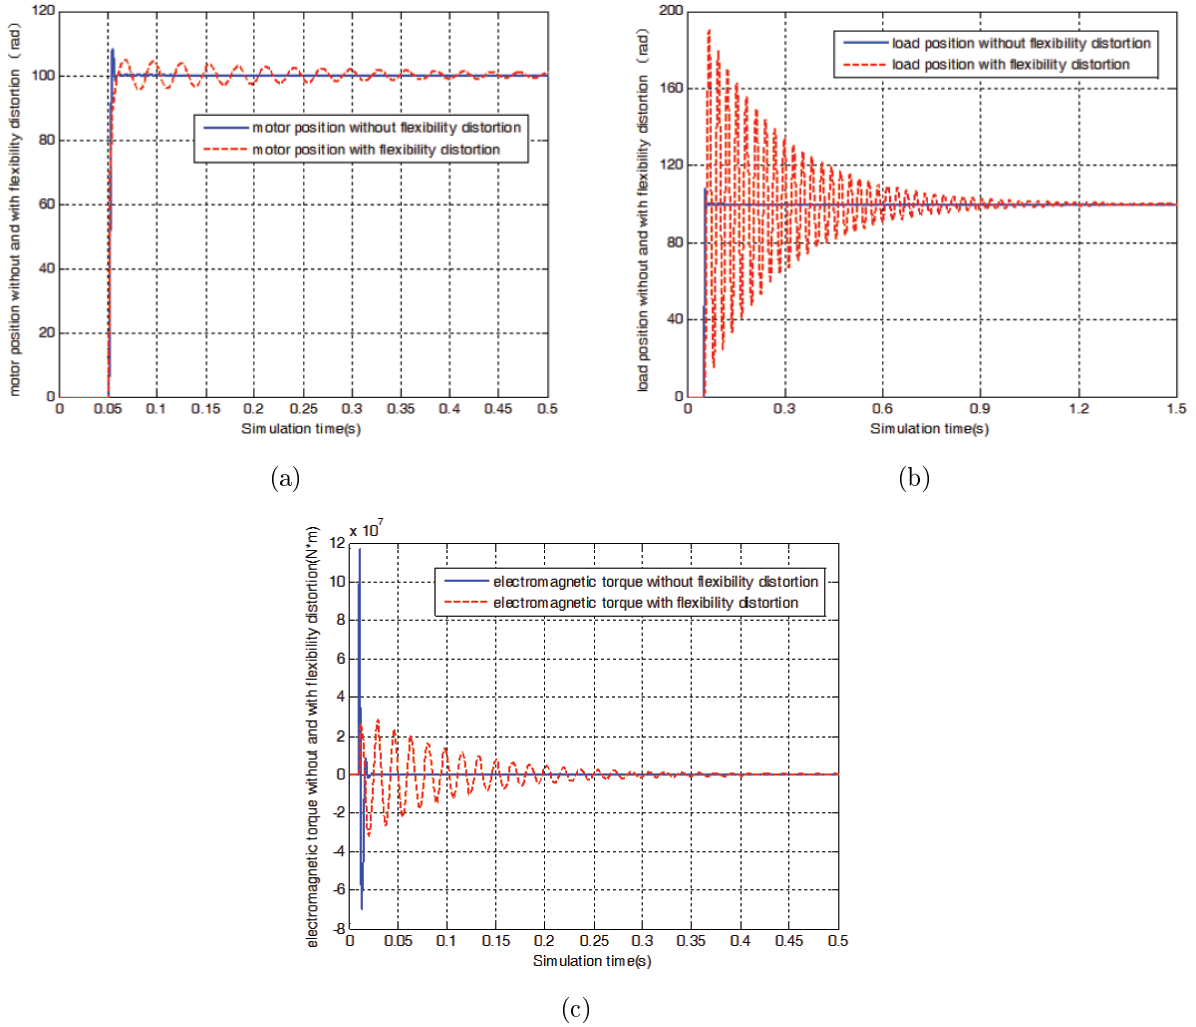 motor position without and with flexibility distortion（rad）
120
100
80
60
40
20
0
motor position without flexibility distortion
motor position with flexibility distortion
0 0.05 0.1 0.15 0.2 0.25 0.3 0.35 0.4 0.45 0.5
Simulation time(s)
(a)
load position without and with flexibility distortion （rad）
200
160
120
80
40
0
load position without flexibility distortion
load position with flexibility distortion
0 0.3 0.6 0.9 1.2 1.5
Simulation time(s)
(b)
electromagnetic torque without and with flexibility distortion(N*m)
x 10^7
12
10
8
6
4
2
0
-2
-4
-6
-8
electromagnetic torque without flexibility distortion
electromagnetic torque with flexibility distortion
0 0.05 0.1 0.15 0.2 0.25 0.3 0.35 0.4 0.45 0.5
Simulation time(s)
(c)